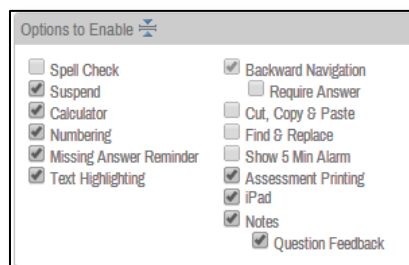 Options to Enable
Spell Check
Suspend
Calculator
Numbering
Missing Answer Reminder
Text Highlighting
Backward Navigation
Require Answer
Cut, Copy & Paste
Find & Replace
Show 5 Min Alarm
Assessment Printing
iPad
Notes
Question Feedback